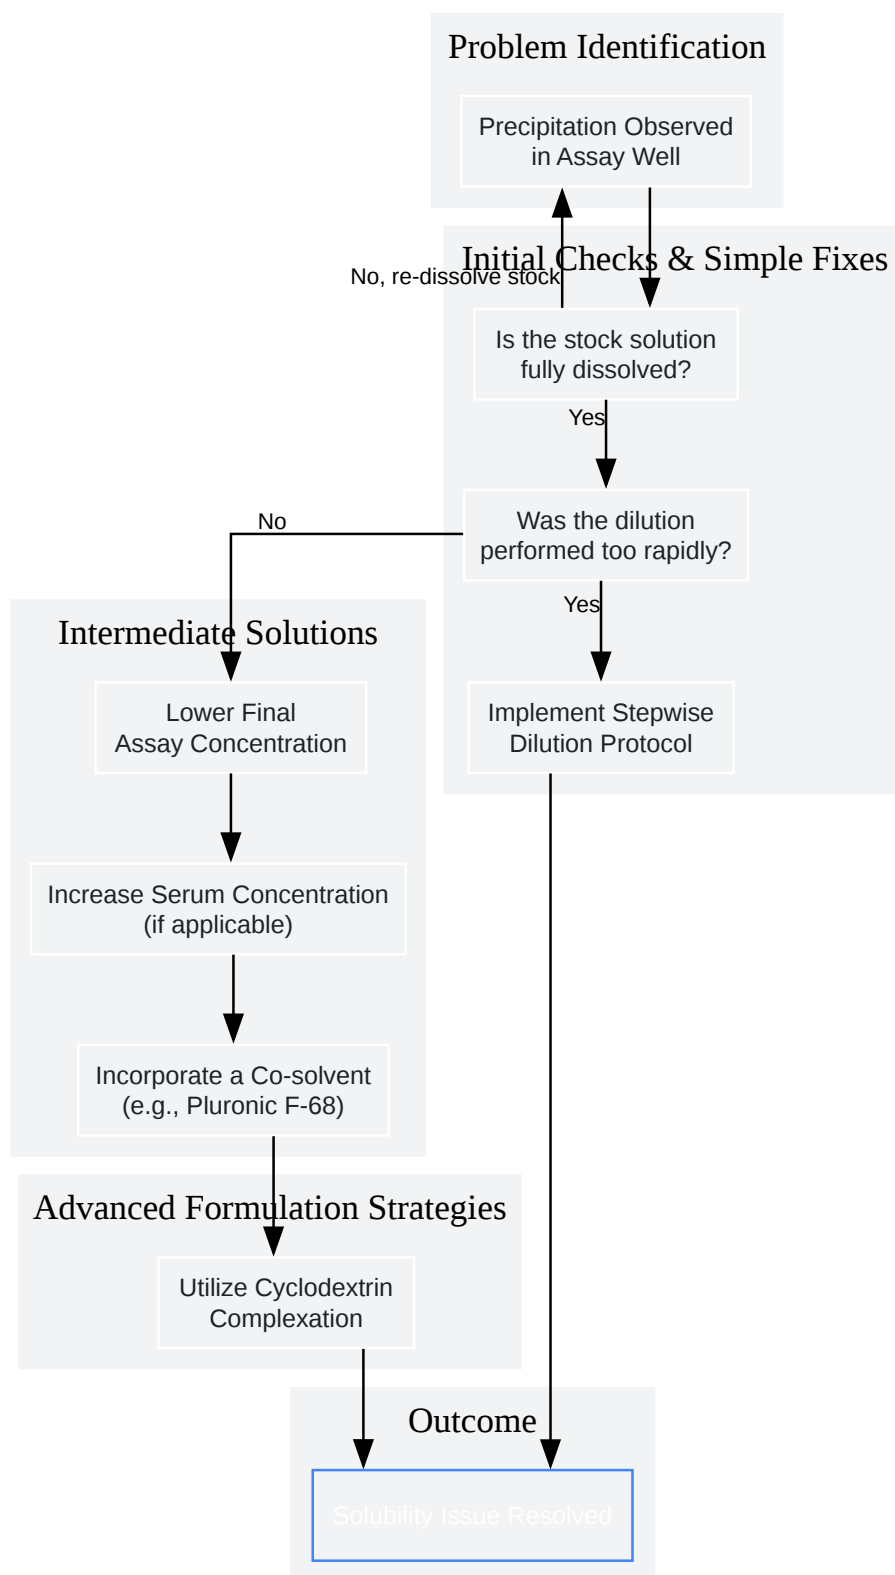 Problem Identification
Precipitation Observed
in Assay Well
Initial Checks & Simple Fixes
No, re-dissolve stock
Is the stock solution
fully dissolved?
Yes
Was the dilution
performed too rapidly?
No
Yes
Intermediate Solutions
Lower Final
Assay Concentration
Implement Stepwise
Dilution Protocol
Increase Serum Concentration
(if applicable)
Incorporate a Co-solvent
(e.g., Pluronic F-68)
Advanced Formulation Strategies
Utilize Cyclodextrin
Complexation
Outcome
Solubility Issue Resolved